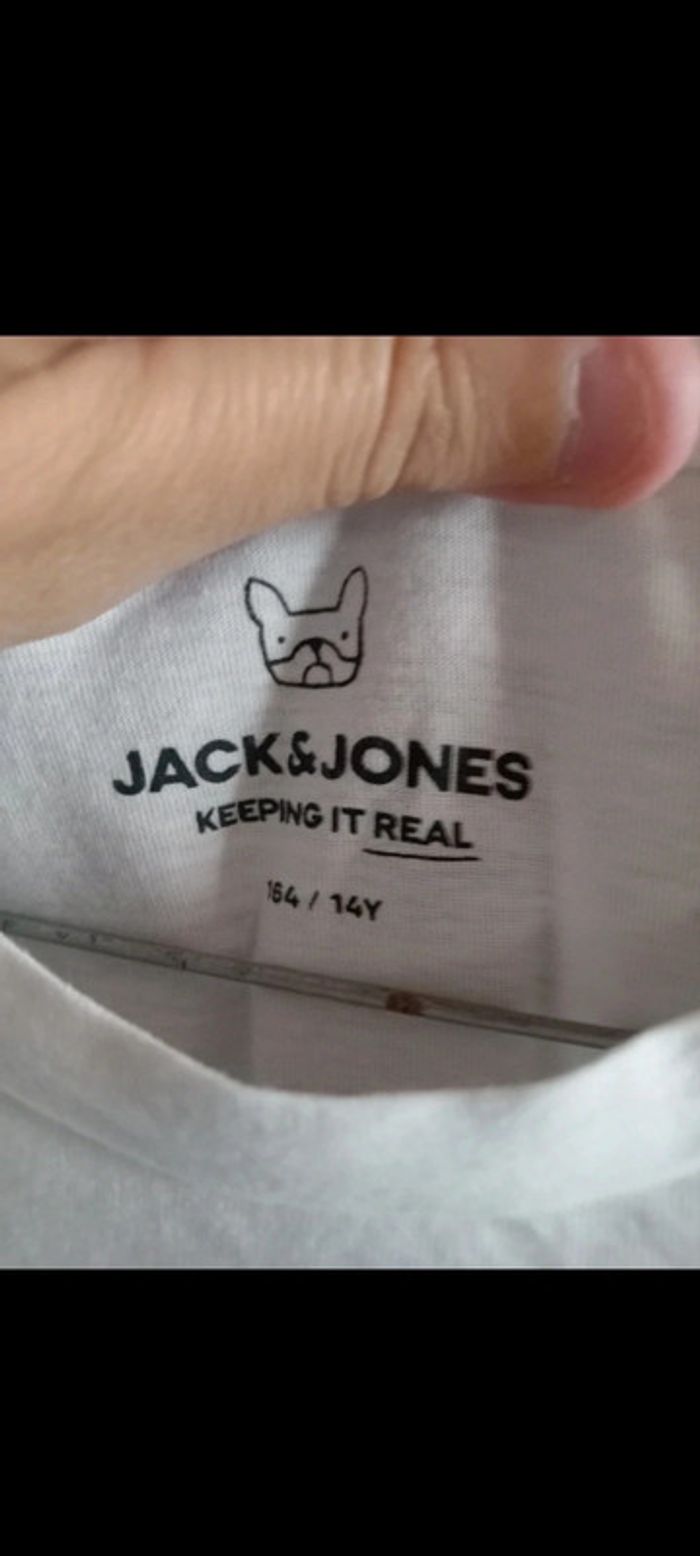 JACK&JONES
KEEPING IT REAL
164 / 14Y